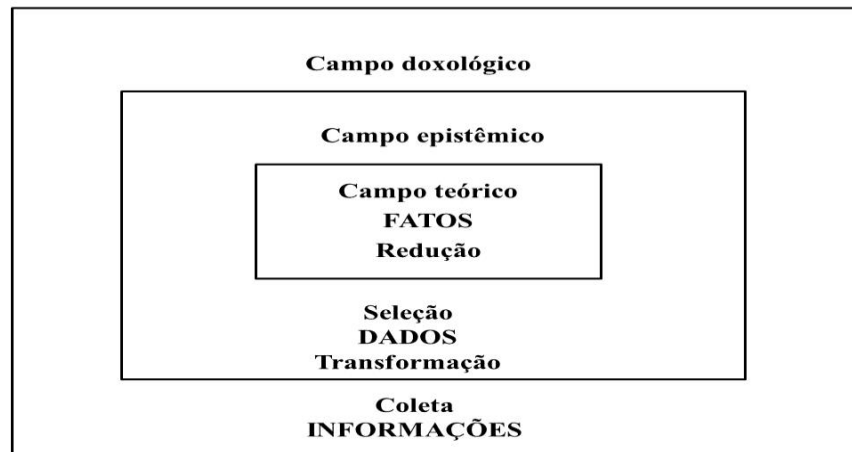 Campo doxológico
Campo epistêmico
Campo teórico
FATOS
Redução
Seleção
DADOS
Transformação
Coleta
INFORMAÇÕES